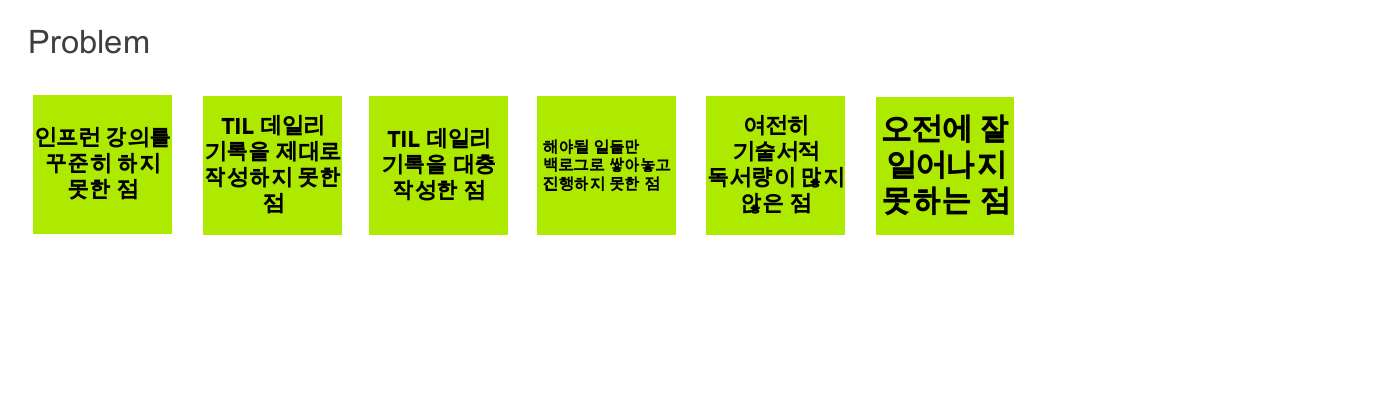 Problem
인프런 강의를
꾸준히 하지
못한 점
TIL 데일리
기록을 제대로
작성하지 못한
점
TIL 데일리
기록을 대충
작성한 점
해야될 일들만
백로그로 쌓아놓고
진행하지 못한 점
여전히
기술서적
독서량이 많지
않은 점
오전에 잘
일어나지
못하는 점